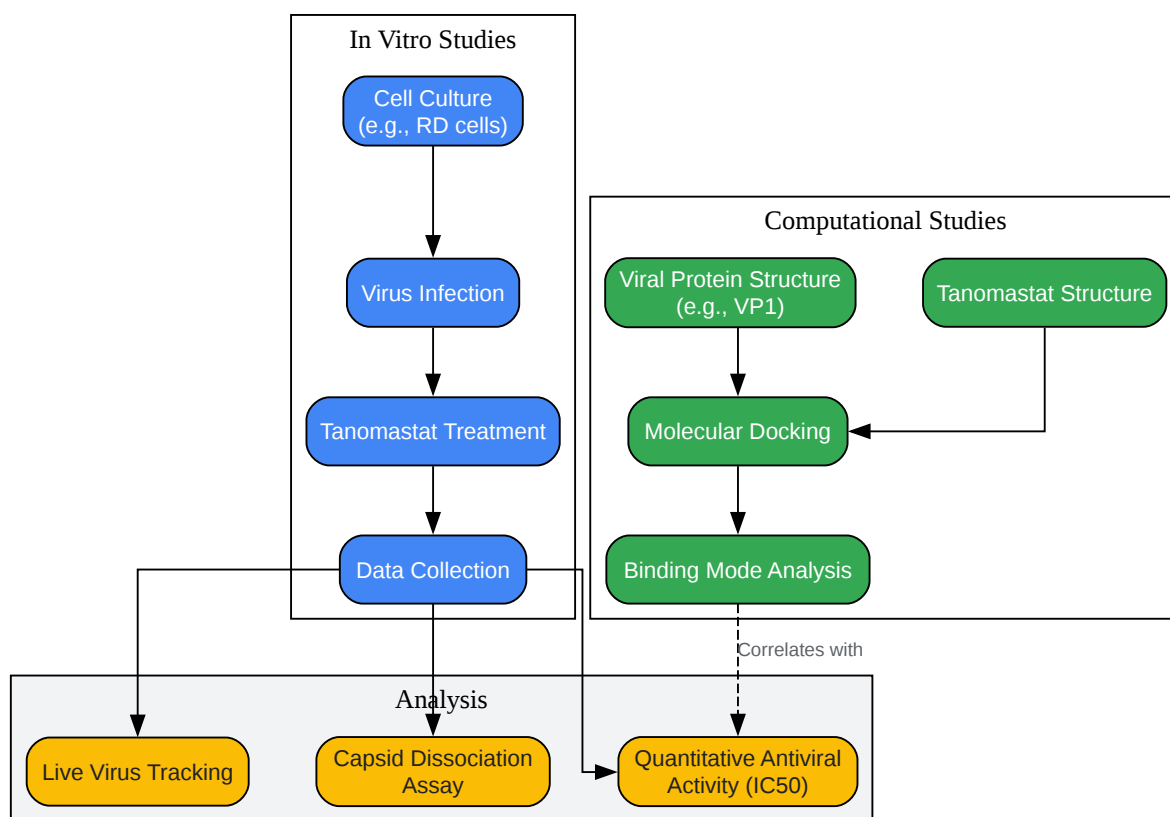 In Vitro Studies
Cell Culture
(e.g., RD cells)
Virus Infection
Tanomastat Treatment
Data Collection
Computational Studies
Viral Protein Structure
(e.g., VP1)
Tanomastat Structure
Molecular Docking
Binding Mode Analysis
Correlates with
Analysis
Live Virus Tracking
Capsid Dissociation
Assay
Quantitative Antiviral
Activity (IC50)